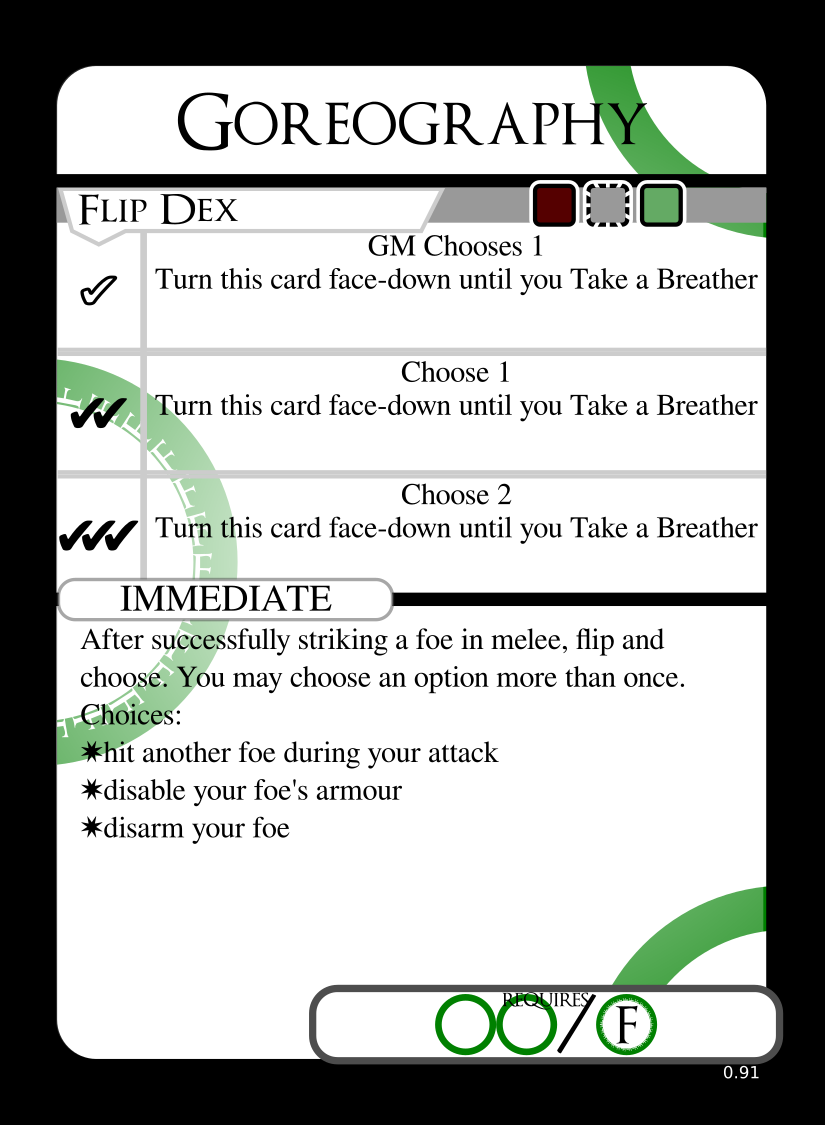 GOREOGRAPHY
FLIP DEX
GM Chooses 1
Turn this card face-down until you Take a Breather
Choose 1
Turn this card face-down until you Take a Breather
Choose 2
Turn this card face-down until you Take a Breather
IMMEDIATE
After successfully striking a foe in melee, flip and
choose. You may choose an option more than once.
Choices:
✷hit another foe during your attack
✷disable your foe's armour
✷disarm your foe
REQUIRES
/ F
0.91